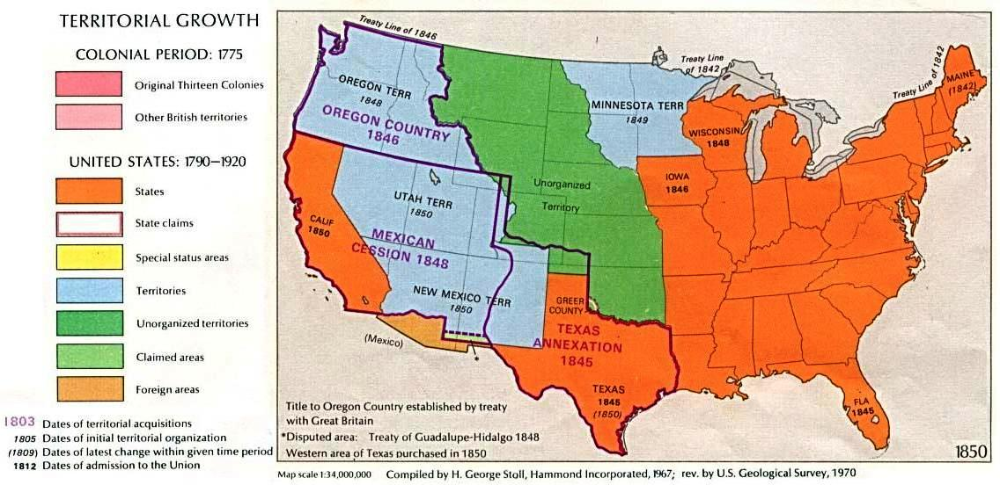 TERRITORIAL GROWTH
COLONIAL PERIOD: 1775
Original Thirteen Colonies
Other British territories
UNITED STATES: 1790—1920
States
State claims
Special status areas
Territories
Unorganized territories
Claimed areas
Foreign areas
1803 Dates of territorial acquisitions
1805 Dates of initial territorial organization
(1809) Dates of latest change within given time period
1812 Dates of admission to the Union
Treaty Line of 1846
OREGON TERR
1848
OREGON COUNTRY
1846
MINNESOTA TERR
1849
Treaty Line
of 1842
Treaty Line of 1842
MAINE
(1842)
WISCONSIN
1848
IOWA
1846
Unorganized
Territory
UTAH TERR
1850
CALIF
1850
MEXICAN
CESSION 1848
NEW MEXICO TERR
1850
GREER
COUNTY
TEXAS
ANNEXATION
1845
(Mexico)
*
TEXAS
1845
(1850)
FLA
1845
Title to Oregon Country established by treaty
with Great Britain
*Disputed area: Treaty of Guadalupe-Hidalgo 1848
Western area of Texas purchased in 1850
1850
Map scale 1:34,000,000 Compiled by H. George Stoll, Hammond Incorporated, 1967; rev. by U.S. Geological Survey, 1970